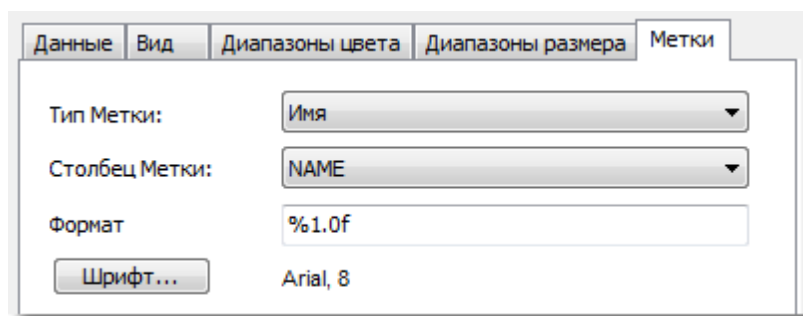 Данные Вид Диапазоны цвета Диапазоны размера Метки
Тип Метки: Имя
Столбец Метки: NAME
Формат %1.0f
Шрифт... Arial, 8